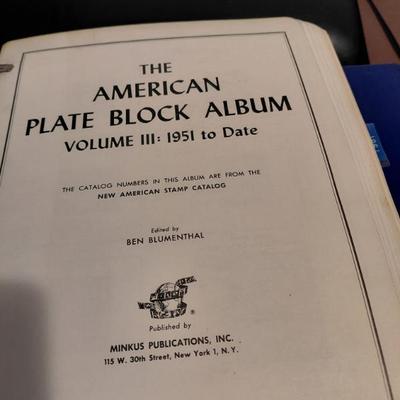 THE
AMERICAN
PLATE BLOCK ALBUM
VOLUME III: 1951 to Date
THE CATALOG NUMBERS IN THIS ALBUM ARE FROM THE
NEW AMERICAN STAMP CATALOG
Edited by
BEN BLUMENTHAL
®
Published by
MINKUS PUBLICATIONS, INC.
115 W. 30th Street, New York 1, N.Y.